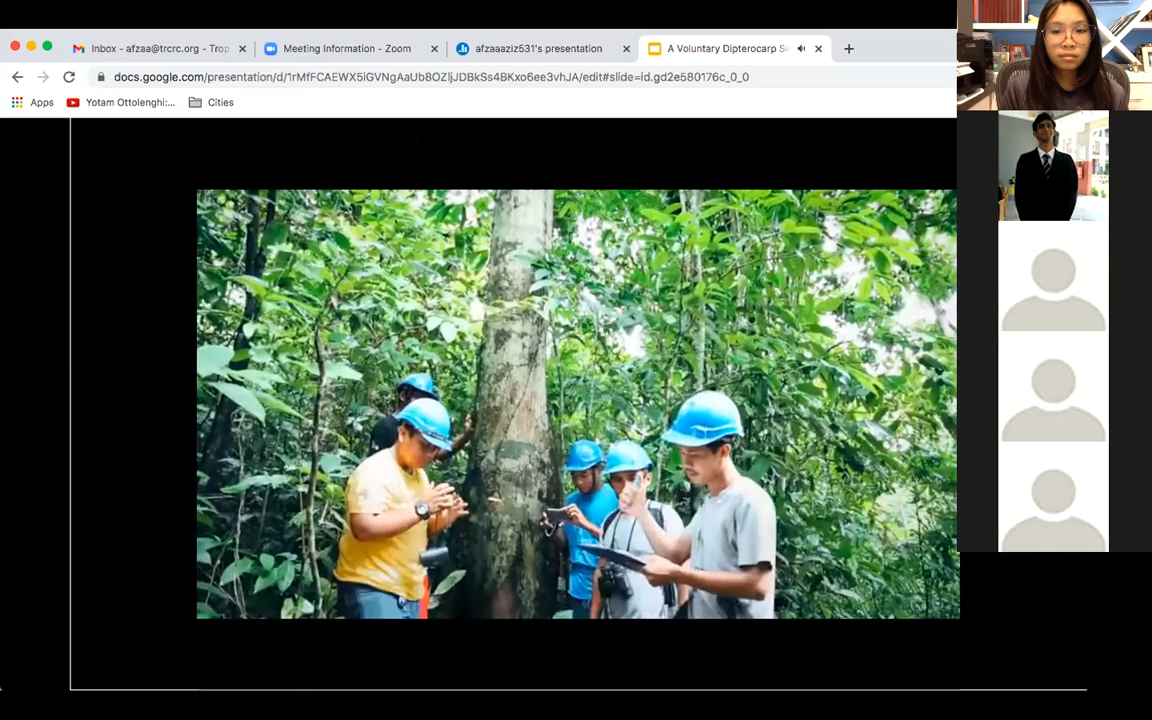 Inbox - afzaa@trcrc.org - Trop
Meeting Information - Zoom
afzaaaziz531's presentation
A Voluntary Dipterocarp Se
docs.google.com/presentation/d/1rMfFCAEWX5iGVNgAaUb8OZljJDBkSs4BKxo6ee3vhJA/edit#slide=id.gd2e580176c_0_0
Apps
Yotam Ottolenghi:...
Cities